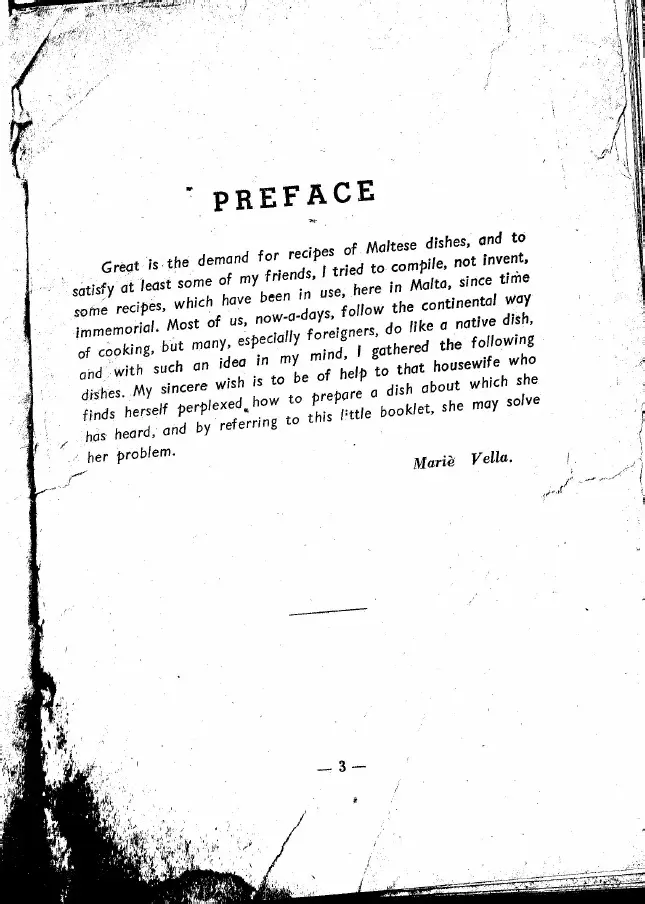 PREFACE
Great is the demand for recipes of Maltese dishes, and to
satisfy at least some of my friends, I tried to compile, not invent,
some recipes, which have been in use, here in Malta, since time
immemorial. Most of us, now-a-days, follow the continental way
of cooking, but many, especially foreigners, do like a native dish,
and with such an idea in my mind, I gathered the following
dishes. My sincere wish is to be of help to that housewife who
finds herself perplexed, how to prepare a dish about which she
has heard, and by referring to this little booklet, she may solve
her problem.
Mariè Vella.
— 3 —